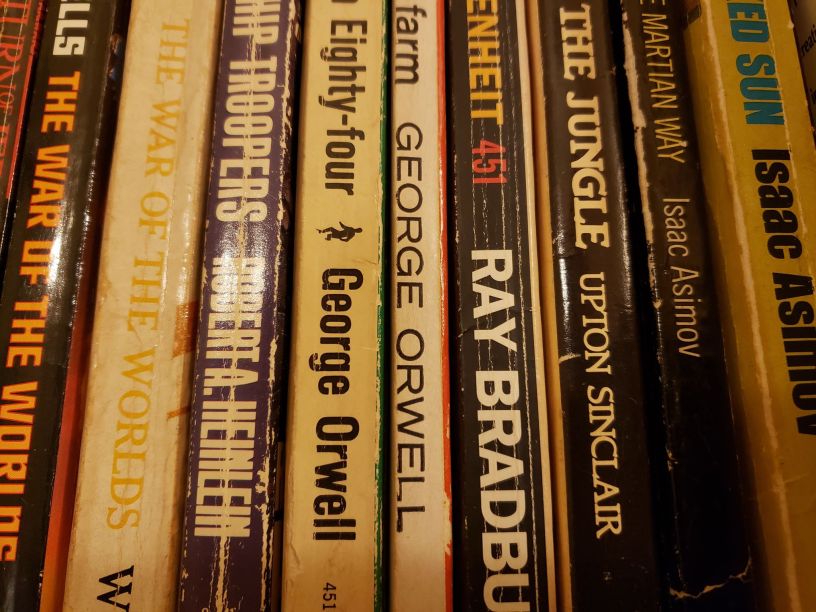 TURN
ELLS THE WAR OF THE WORLDS
THE WAR OF THE WORLDS W
HIP TROOPERS ROBERT A. HEINLEIN
Eighty-four George Orwell 451
farm GEORGE ORWELL
ENHEIT 451 RAY BRADBU
THE JUNGLE UPTON SINCLAIR
E MARTIAN WAY Isaac Asimov
ED SUN Isaac Asimov